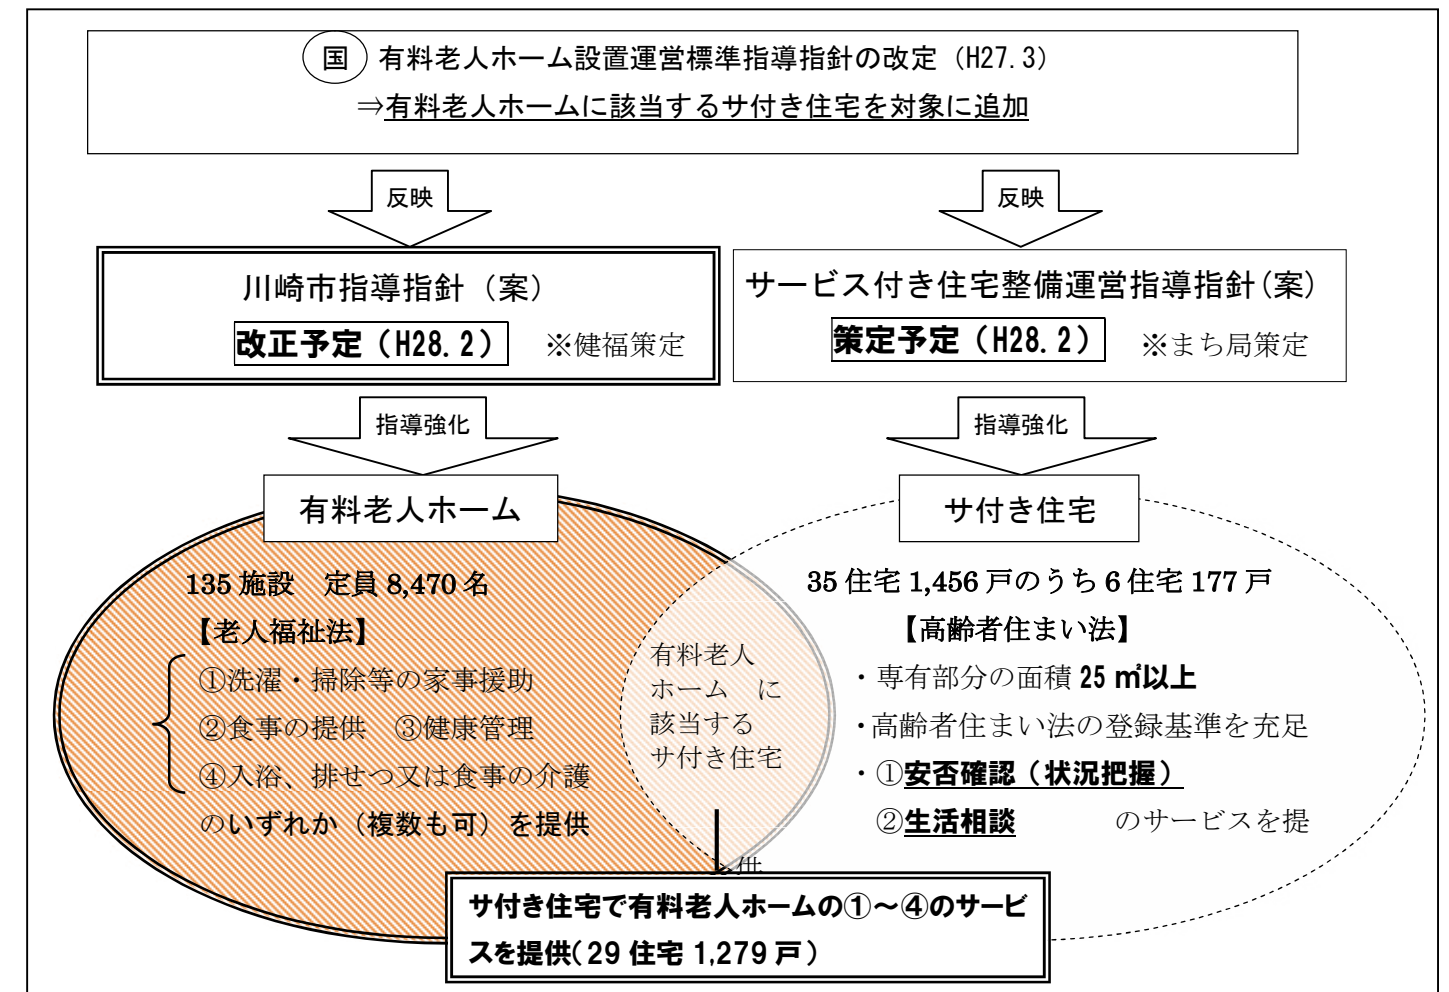 国 有料老人ホーム設置運営標準指導指針の改定（H27.3）
⇒有料老人ホームに該当するサ付き住宅を対象に追加
反映
反映
川崎市指導指針（案）
改正予定（H28.2） ※健福策定
サービス付き住宅整備運営指導指針(案)
策定予定（H28.2） ※まち局策定
指導強化
指導強化
有料老人ホーム
135施設 定員8,470名
【老人福祉法】
①洗濯・掃除等の家事援助
②食事の提供 ③健康管理
④入浴、排せつ又は食事の介護
のいずれか（複数も可）を提供
有料老人
ホーム に
該当する
サ付き住宅
サ付き住宅
35住宅1,456戸のうち6住宅177戸
【高齢者住まい法】
・専有部分の面積25㎡以上
・高齢者住まい法の登録基準を充足
・①安否確認（状況把握）
②生活相談 のサービスを提
供
サ付き住宅で有料老人ホームの①～④のサービ
スを提供(29住宅1,279戸)